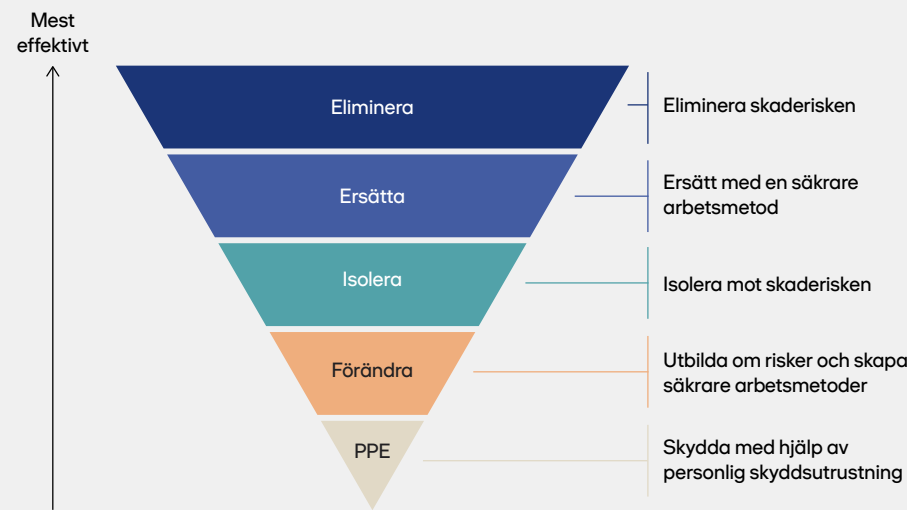 Mest
effektivt
Eliminera
Eliminera skaderisken
Ersätta
Ersätt med en säkrare
arbetsmetod
Isolera
Isolera mot skaderisken
Förändra
Utbilda om risker och skapa
säkrare arbetsmetoder
PPE
Skydda med hjälp av
personlig skyddsutrustning